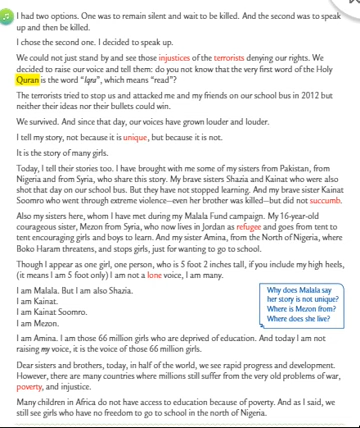 I had two options. One was to remain silent and wait to be killed. And the second was to speak
up and then be killed.
I chose the second one. I decided to speak up.
We could not just stand by and see those injustices of the terrorists denying our rights. We
decided to raise our voice and tell them: do you not know that the very first word of the Holy
Quran is the word "Iqra", which means "read"?
The terrorists tried to stop us and attacked me and my friends on our school bus in 2012 but
neither their ideas nor their bullets could win.
We survived. And since that day, our voices have grown louder and louder.
I tell my story, not because it is unique, but because it is not.
It is the story of many girls.
Today, I tell their stories too. I have brought with me some of my sisters from Pakistan, from
Nigeria and from Syria, who share this story. My brave sisters Shazia and Kainat who were also
shot that day on our school bus. But they have not stopped learning. And my brave sister Kainat
Soomro who went through extreme violence—even her brother was killed—but did not succumb.
Also my sisters here, whom I have met during my Malala Fund campaign. My 16-year-old
courageous sister, Mezon from Syria, who now lives in Jordan as refugee and goes from tent to
tent encouraging girls and boys to learn. And my sister Amina, from the North of Nigeria, where
Boko Haram threatens, and stops girls, just for wanting to go to school.
Though I appear as one girl, one person, who is 5 foot 2 inches tall, if you include my high heels,
(it means I am 5 foot only) I am not a lone voice, I am many.
I am Malala. But I am also Shazia.
I am Kainat.
I am Kainat Soomro.
I am Mezon.
Why does Malala say
her story is not unique?
Where is Mezon from?
Where does she live?
I am Amina. I am those 66 million girls who are deprived of education. And today I am not
raising my voice, it is the voice of those 66 million girls.
Dear sisters and brothers, today, in half of the world, we see rapid progress and development.
However, there are many countries where millions still suffer from the very old problems of war,
poverty, and injustice.
Many children in Africa do not have access to education because of poverty. And as I said, we
still see girls who have no freedom to go to school in the north of Nigeria.